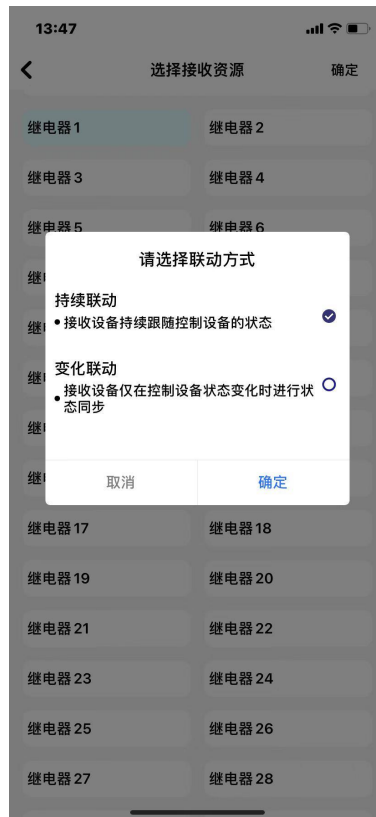 13:47
选择接收资源 确定
继电器1 继电器2
继电器3 继电器4
继电器5 继电器6
请选择联动方式
持续联动
•接收设备持续跟随控制设备的状态
变化联动
•接收设备仅在控制设备状态变化时进行状
态同步
取消 确定
继电器17 继电器18
继电器19 继电器20
继电器21 继电器22
继电器23 继电器24
继电器25 继电器26
继电器27 继电器28